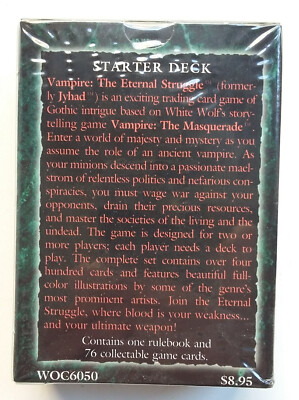 STARTER DECK
Vampire: The Eternal Struggle™ (former-
ly Jyhad™) is an exciting trading card game of
Gothic intrigue based on White Wolf's story-
telling game Vampire: The Masquerade™.
Enter a world of majesty and mystery as you
assume the role of an ancient vampire. As
your minions descend into a passionate mael-
strom of relentless politics and nefarious con-
spiracies, you must wage war against your
opponents, drain their precious resources,
and master the societies of the living and the
undead. The game is designed for two or
more players; each player needs a deck to
play. The complete set contains over four
hundred cards and features beautiful full-
color illustrations by some of the genre's
most prominent artists. Join the Eternal
Struggle, where blood is your weakness...
and your ultimate weapon!
Contains one rulebook and
76 collectable game cards.
WOC6050 $8.95